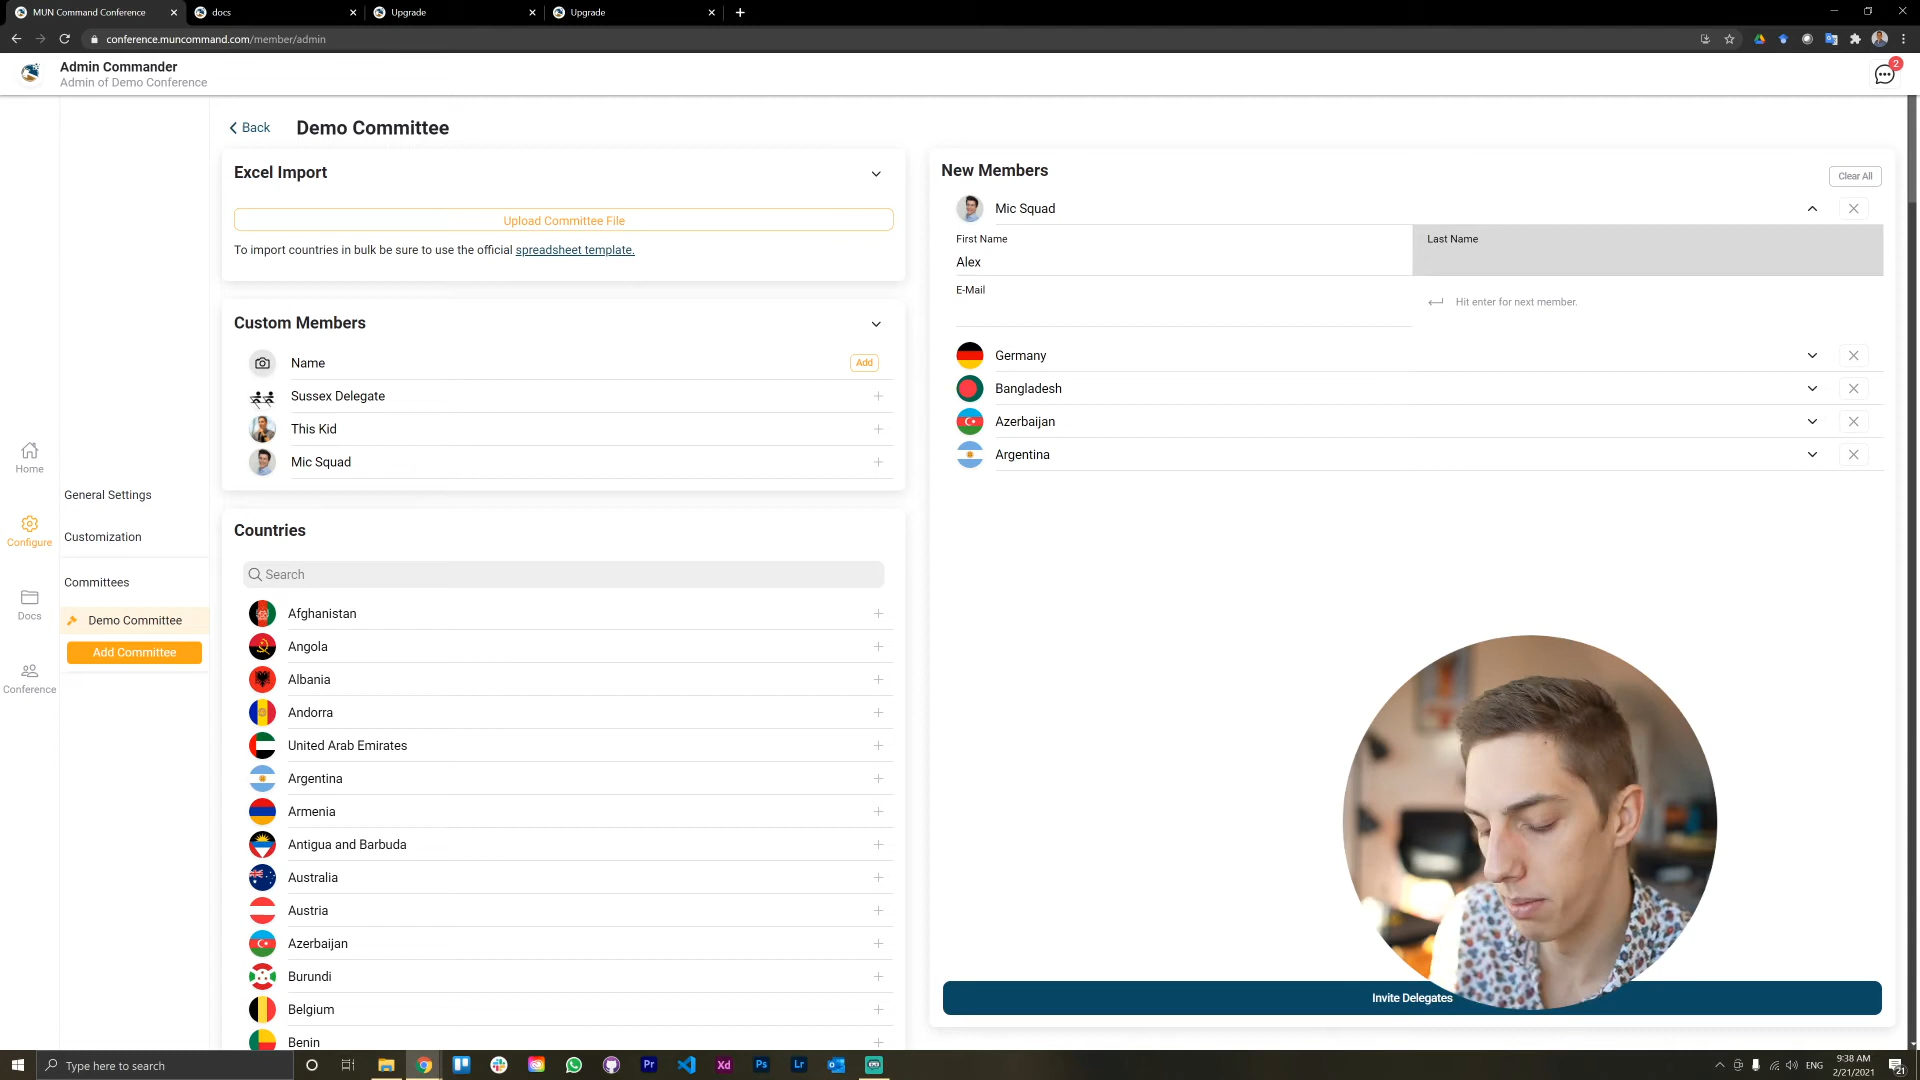 MUN Command Conference
docs
Upgrade
Upgrade
conference.muncommand.com/member/admin
Admin Commander
Admin of Demo Conference
2
Back
Demo Committee
Excel Import
Upload Committee File
To import countries in bulk be sure to use the official spreadsheet template.
Custom Members
Name
Add
Sussex Delegate
This Kid
Mic Squad
Countries
Search
Afghanistan
Angola
Albania
Andorra
United Arab Emirates
Argentina
Armenia
Antigua and Barbuda
Australia
Austria
Azerbaijan
Burundi
Belgium
Benin
New Members
Clear All
Mic Squad
First Name
Last Name
Alex
E-Mail
Hit enter for next member.
Germany
Bangladesh
Azerbaijan
Argentina
Invite Delegates
Home
Configure
Docs
Conference
General Settings
Customization
Committees
Demo Committee
Add Committee
Type here to search
Pr
Xd
Ps
Lr
ENG
9:38 AM
2/21/2021
21